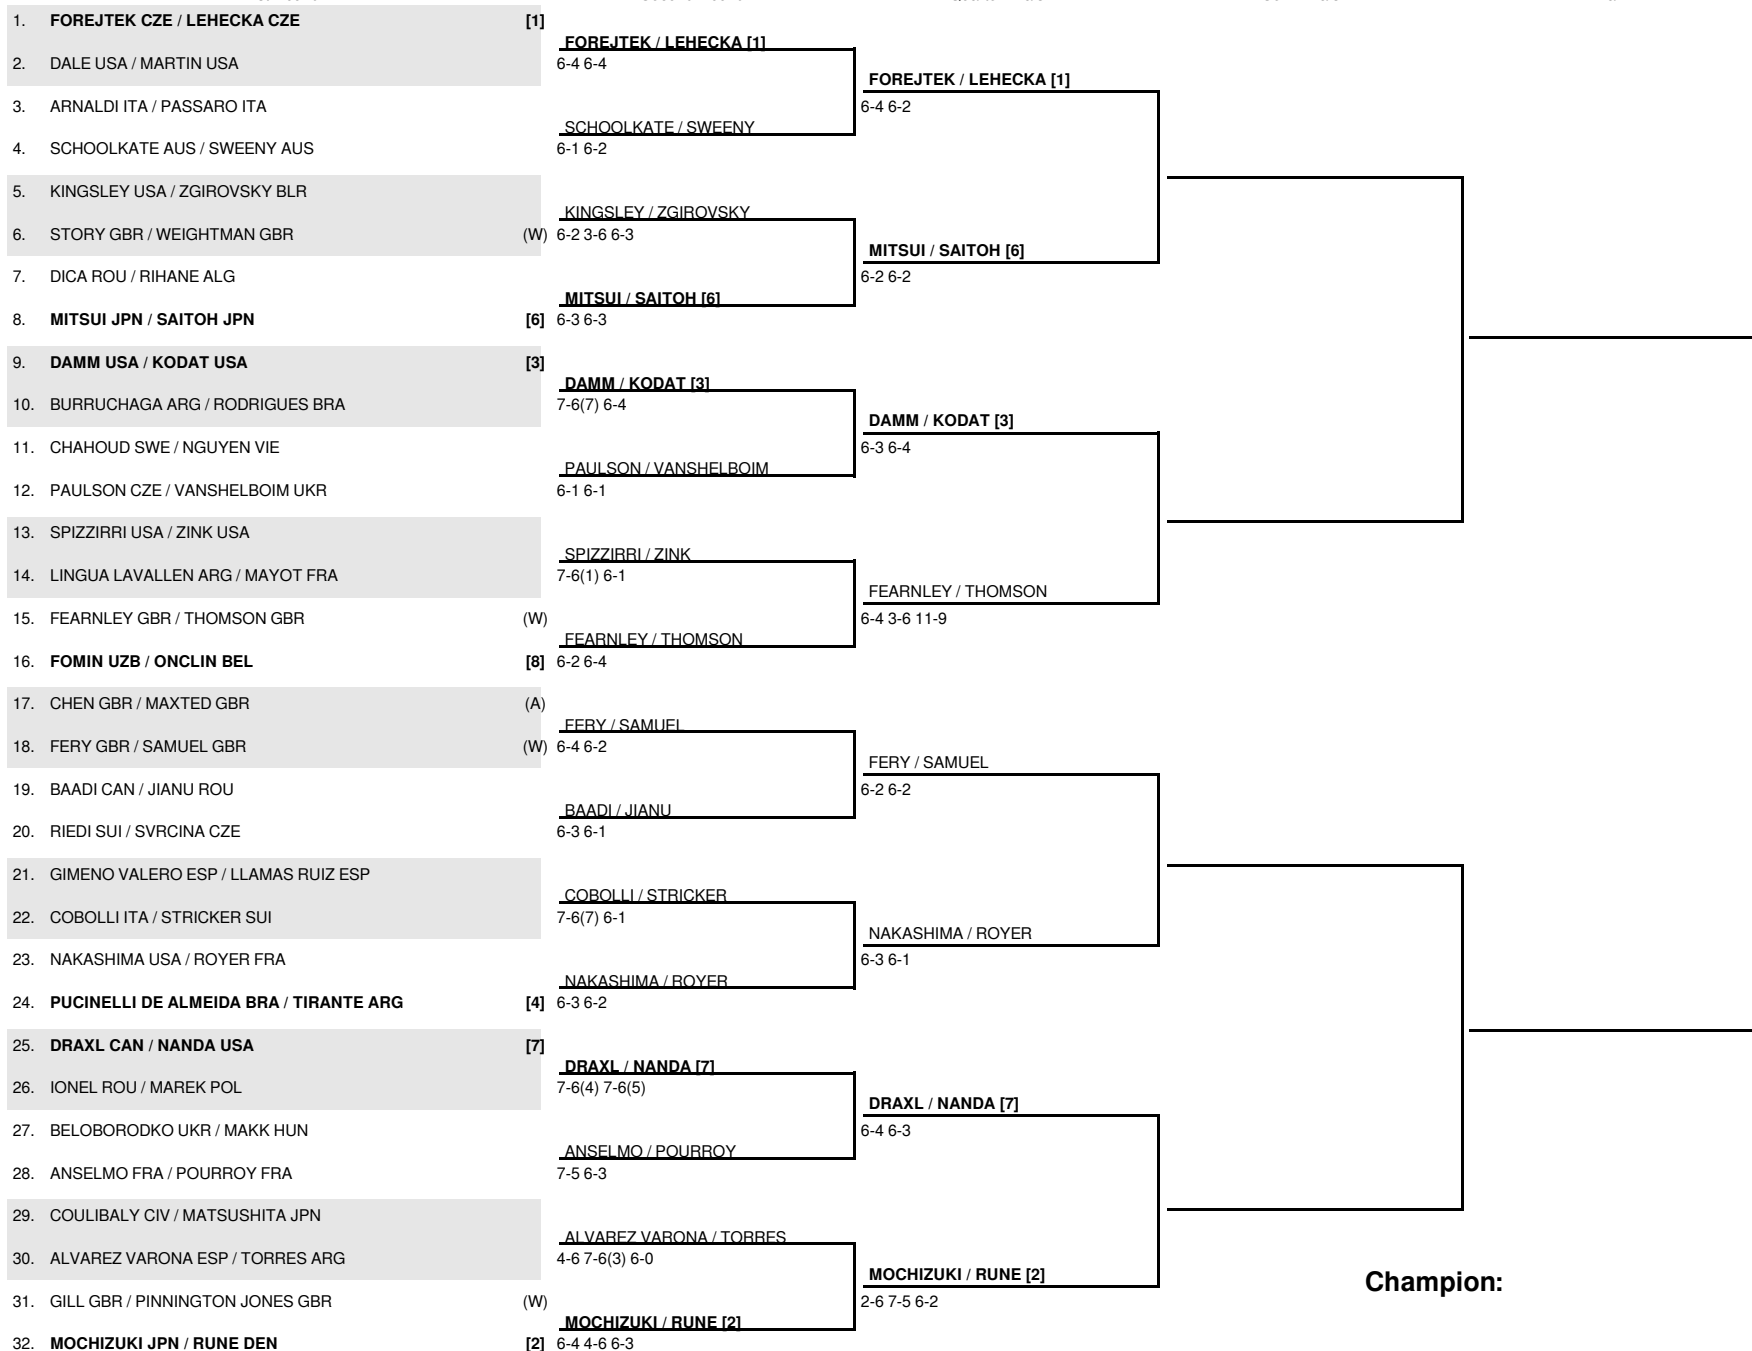 1. FOREJTEK CZE / LEHECKA CZE [1]
2. DALE USA / MARTIN USA
3. ARNALDI ITA / PASSARO ITA
4. SCHOOLKATE AUS / SWEENY AUS
5. KINGSLEY USA / ZGIROVSKY BLR
6. STORY GBR / WEIGHTMAN GBR (W)
7. DICA ROU / RIHANE ALG
8. MITSUI JPN / SAITOH JPN [6]
9. DAMM USA / KODAT USA [3]
10. BURRUCHAGA ARG / RODRIGUES BRA
11. CHAHOUD SWE / NGUYEN VIE
12. PAULSON CZE / VANSHELBOIM UKR
13. SPIZZIRRI USA / ZINK USA
14. LINGUA LAVALLEN ARG / MAYOT FRA
15. FEARNLEY GBR / THOMSON GBR (W)
16. FOMIN UZB / ONCLIN BEL [8]
17. CHEN GBR / MAXTED GBR (A)
18. FERY GBR / SAMUEL GBR (W)
19. BAADI CAN / JIANU ROU
20. RIEDI SUI / SVRCINA CZE
21. GIMENO VALERO ESP / LLAMAS RUIZ ESP
22. COBOLLI ITA / STRICKER SUI
23. NAKASHIMA USA / ROYER FRA
24. PUCINELLI DE ALMEIDA BRA / TIRANTE ARG [4]
25. DRAXL CAN / NANDA USA [7]
26. IONEL ROU / MAREK POL
27. BELOBORODKO UKR / MAKK HUN
28. ANSELMO FRA / POURROY FRA
29. COULIBALY CIV / MATSUSHITA JPN
30. ALVAREZ VARONA ESP / TORRES ARG
31. GILL GBR / PINNINGTON JONES GBR (W)
32. MOCHIZUKI JPN / RUNE DEN [2]
FOREJTEK / LEHECKA [1]
6-4 6-4
SCHOOLKATE / SWEENY
6-1 6-2
KINGSLEY / ZGIROVSKY
6-2 3-6 6-3
MITSUI / SAITOH [6]
6-3 6-3
DAMM / KODAT [3]
7-6(7) 6-4
PAULSON / VANSHELBOIM
6-1 6-1
SPIZZIRRI / ZINK
7-6(1) 6-1
FEARNLEY / THOMSON
6-2 6-4
FERY / SAMUEL
6-4 6-2
BAADI / JIANU
6-3 6-1
COBOLLI / STRICKER
7-6(7) 6-1
NAKASHIMA / ROYER
6-3 6-2
DRAXL / NANDA [7]
7-6(4) 7-6(5)
ANSELMO / POURROY
7-5 6-3
ALVAREZ VARONA / TORRES
4-6 7-6(3) 6-0
MOCHIZUKI / RUNE [2]
6-4 4-6 6-3
FOREJTEK / LEHECKA [1]
6-4 6-2
MITSUI / SAITOH [6]
6-2 6-2
DAMM / KODAT [3]
6-3 6-4
FEARNLEY / THOMSON
6-4 3-6 11-9
FERY / SAMUEL
6-2 6-2
NAKASHIMA / ROYER
6-3 6-1
DRAXL / NANDA [7]
6-4 6-3
MOCHIZUKI / RUNE [2]
2-6 7-5 6-2
Champion: